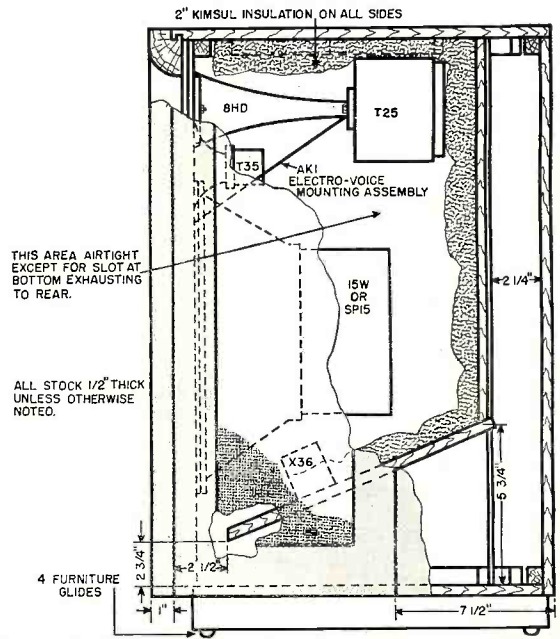 2" KIMSUL INSULATION ON ALL SIDES
8HD
T25
T35
AKI
ELECTRO-VOICE
MOUNTING ASSEMBLY
THIS AREA AIRTIGHT
EXCEPT FOR SLOT AT
BOTTOM EXHAUSTING
TO REAR.
15W
OR
SP15
2 1/4"
ALL STOCK 1/2" THICK
UNLESS OTHERWISE
NOTED.
X36
5 3/4"
2 3/4"
2 1/2"
4 FURNITURE
GLIDES
1"
7 1/2"